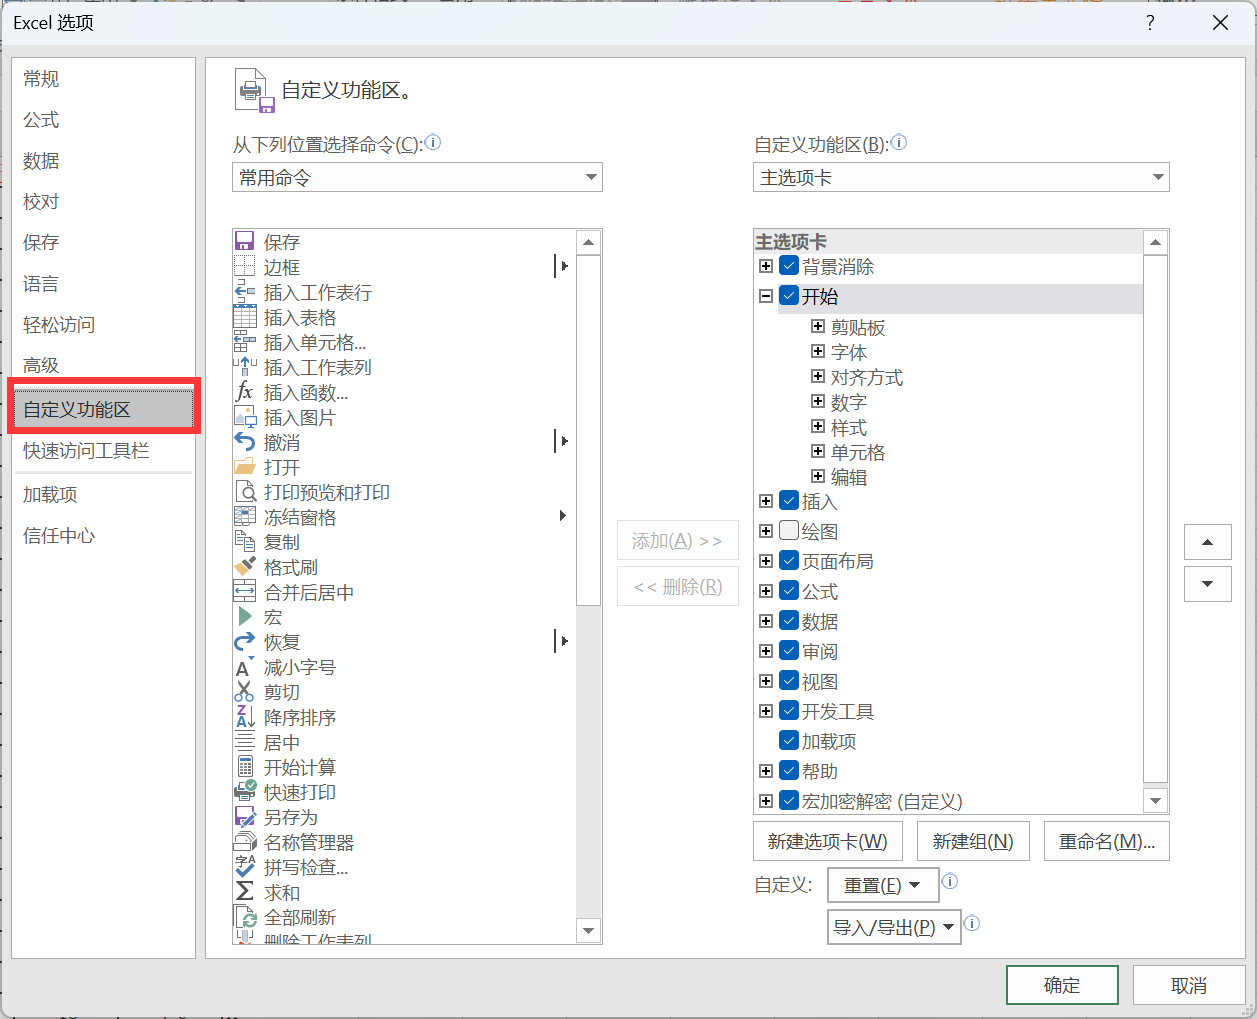 Excel 选项
?
常规
公式
数据
校对
保存
语言
轻松访问
高级
自定义功能区
快速访问工具栏
加载项
信任中心
自定义功能区。
从下列位置选择命令(C):
常用命令
保存
边框
插入工作表行
插入表格
插入单元格...
插入工作表列
插入函数...
插入图片
撤消
打开
打印预览和打印
冻结窗格
复制
格式刷
合并后居中
宏
恢复
减小字号
剪切
降序排序
居中
开始计算
快速打印
另存为
名称管理器
拼写检查...
求和
全部刷新
删除工作表列
添加(A) >>
<< 删除(R)
自定义功能区(B):
主选项卡
主选项卡
背景消除
开始
剪贴板
字体
对齐方式
数字
样式
单元格
编辑
插入
绘图
页面布局
公式
数据
审阅
视图
开发工具
加载项
帮助
宏加密解密 (自定义)
新建选项卡(W)
新建组(N)
重命名(M)...
自定义:
重置(E)
导入/导出(P)
确定
取消